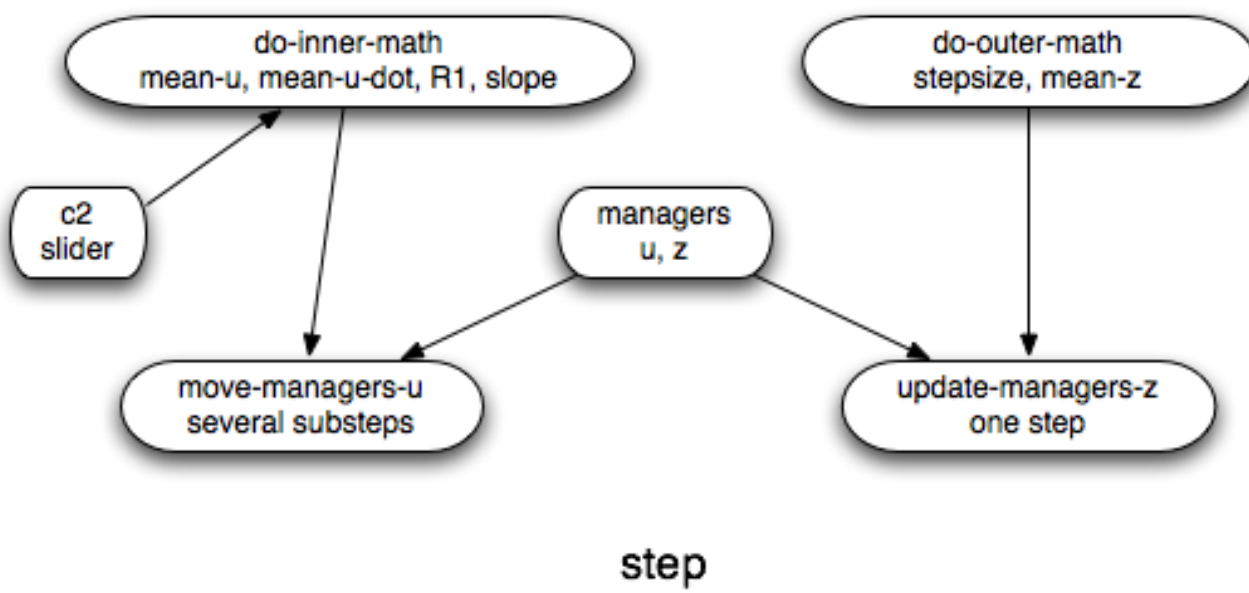 do-inner-math
mean-u, mean-u-dot, R1, slope
do-outer-math
stepsize, mean-z
c2
slider
managers
u, z
move-managers-u
several substeps
update-managers-z
one step
step